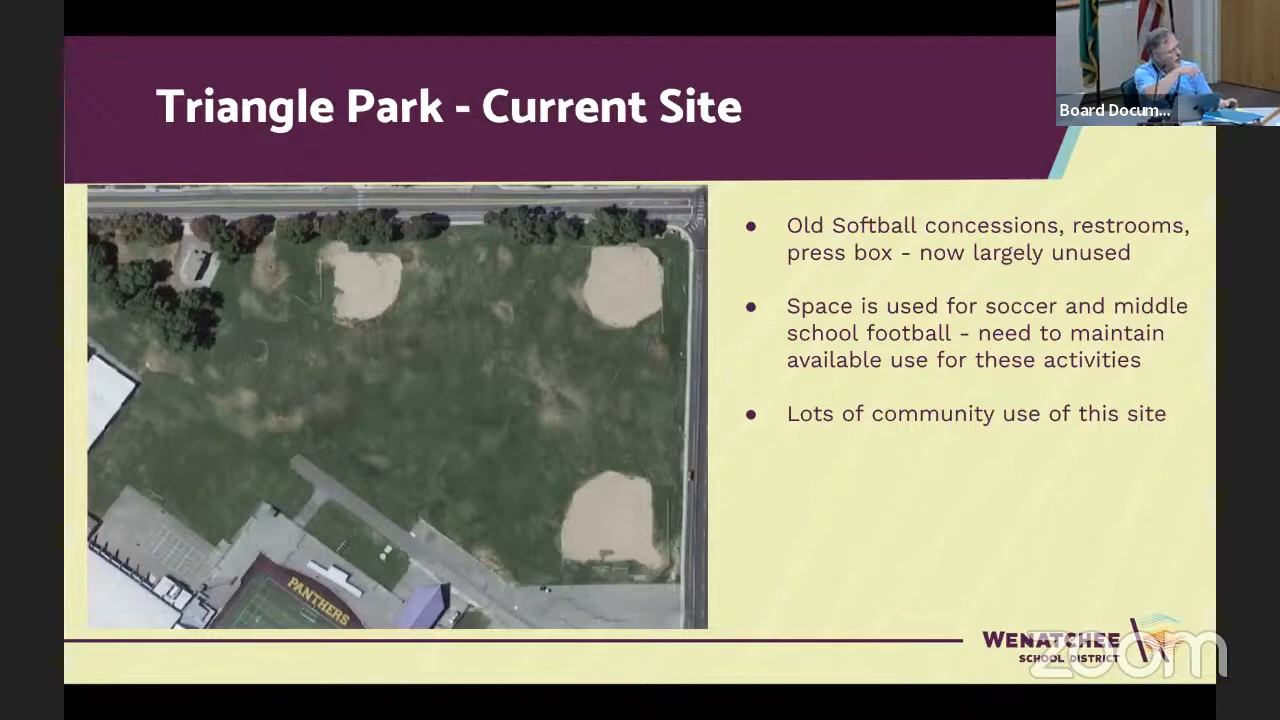 Triangle Park - Current Site
Board Docum...
● Old Softball concessions, restrooms,
press box - now largely unused
● Space is used for soccer and middle
school football - need to maintain
available use for these activities
● Lots of community use of this site
PANTHERS
WENATCHEE
SCHOOL DISTRICT
zoom